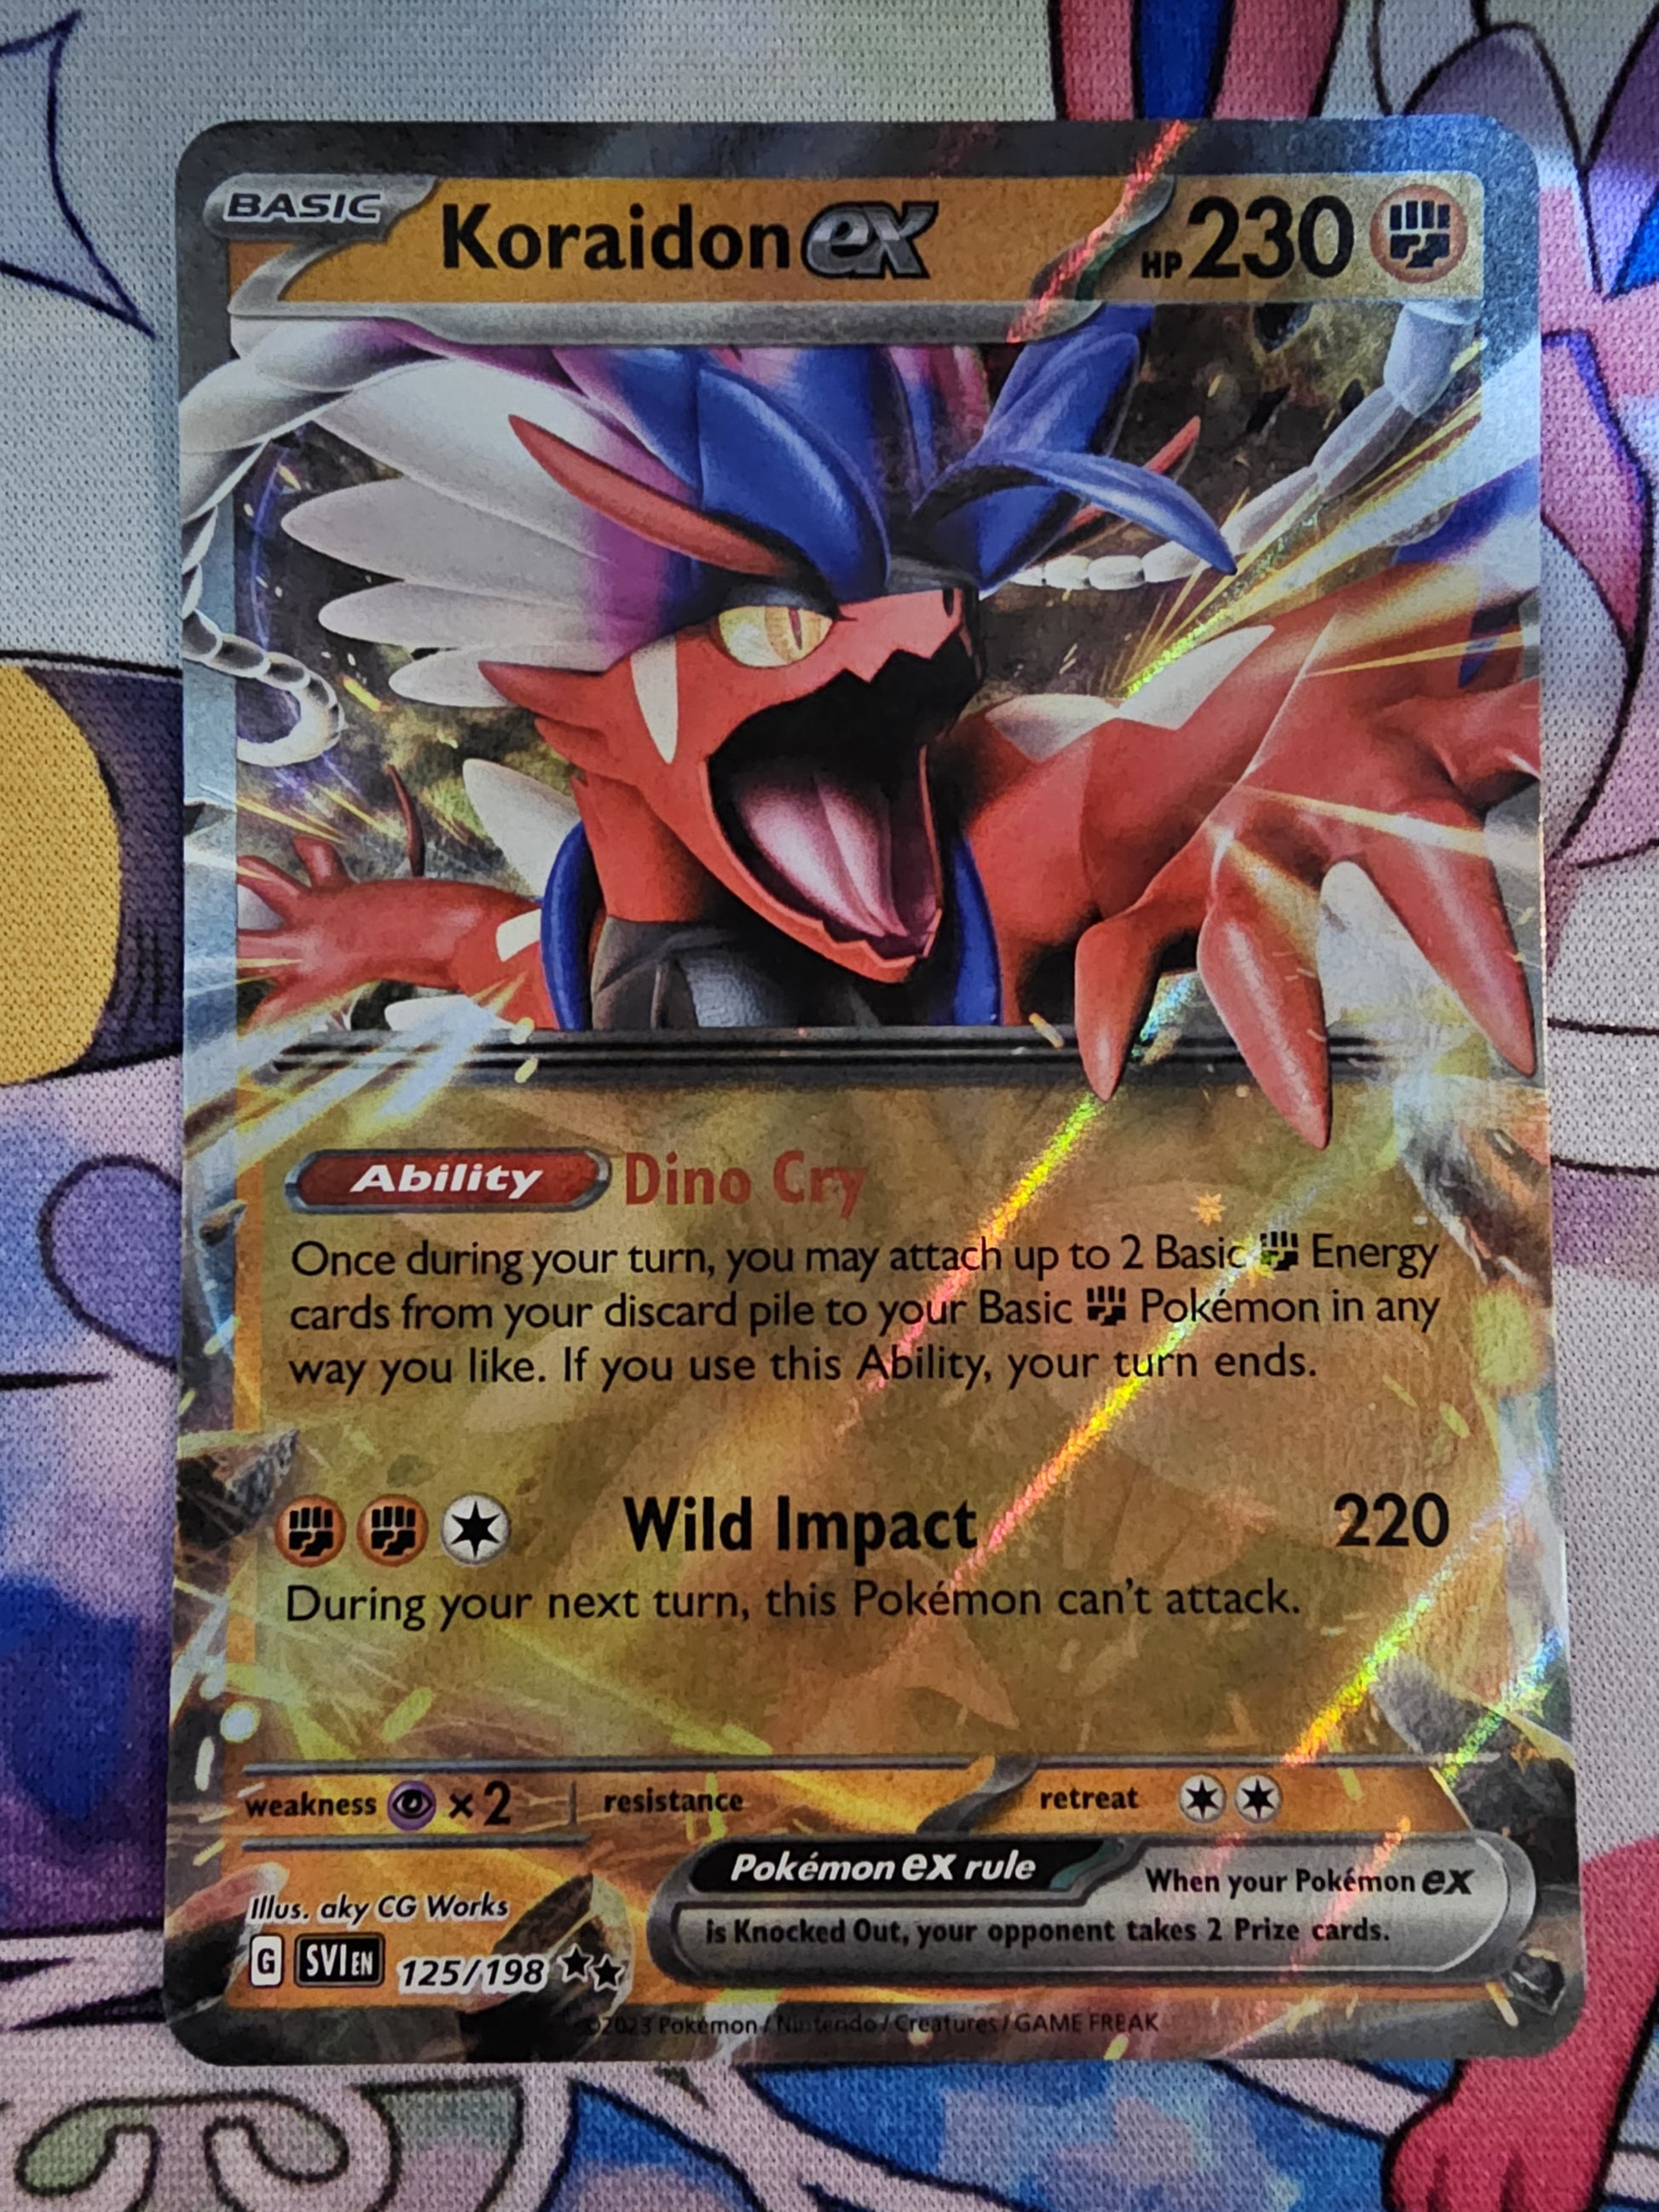 BASIC Koraidon ex HP 230
Ability Dino Cry
Once during your turn, you may attach up to 2 Basic Energy
cards from your discard pile to your Basic Pokémon in any
way you like. If you use this Ability, your turn ends.
Wild Impact 220
During your next turn, this Pokémon can't attack.
weakness ×2 resistance retreat
Pokémon ex rule When your Pokémon ex
is Knocked Out, your opponent takes 2 Prize cards.
Illus. aky CG Works
G SVI EN 125/198
©2023 Pokémon / Nintendo / Creatures / GAME FREAK